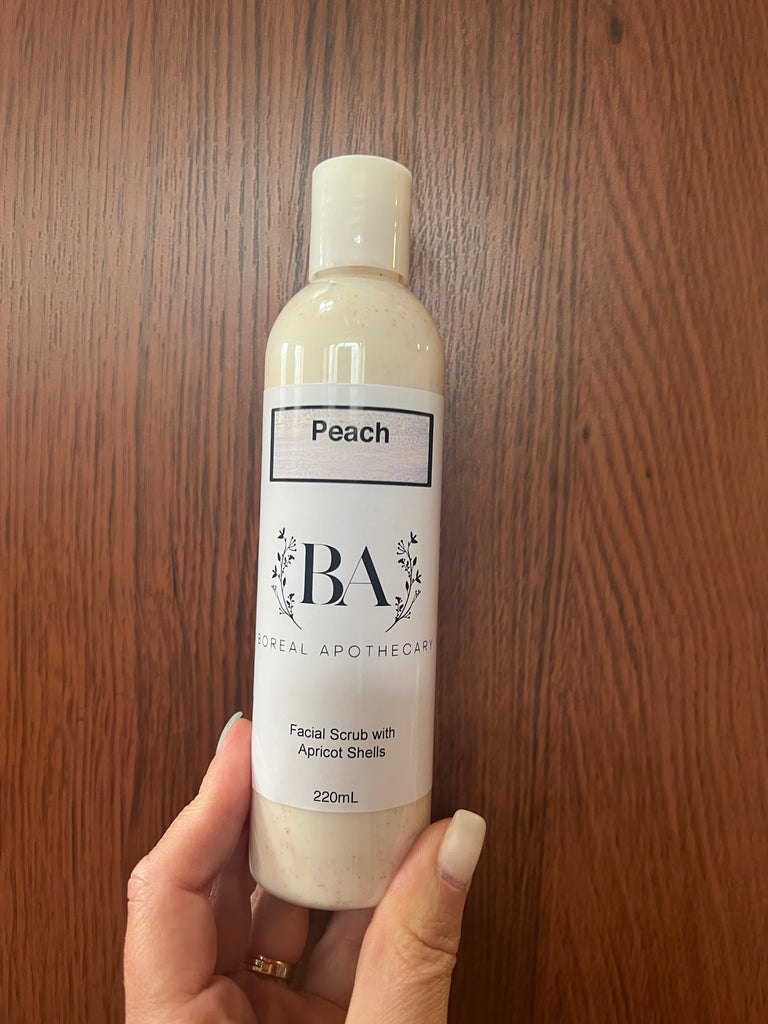 Peach
BA
BOREAL APOTHECARY
Facial Scrub with
Apricot Shells
220mL